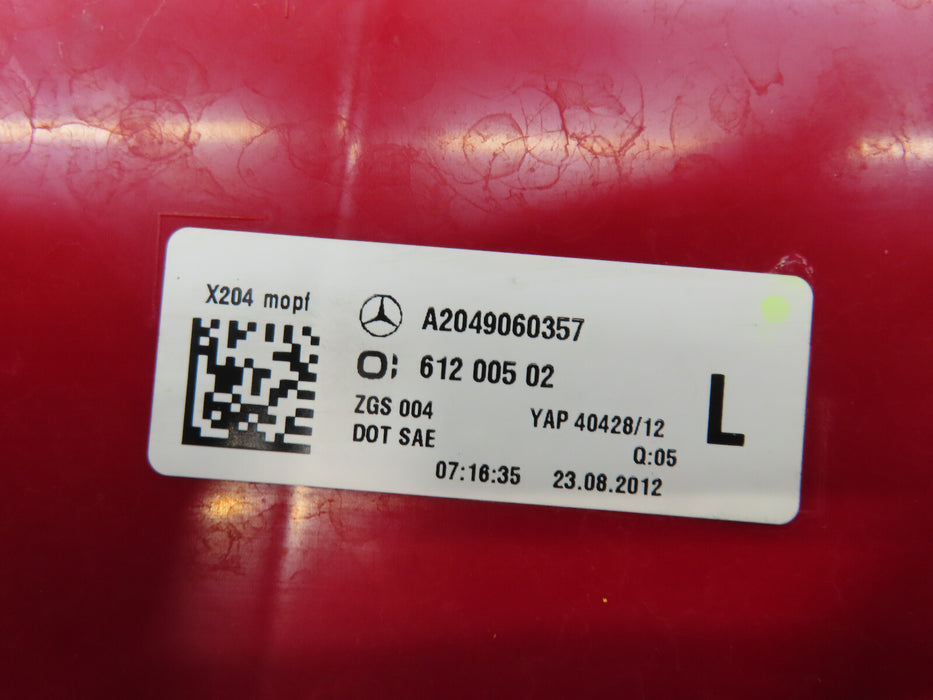 X204 mopf
A2049060357
O; 612 005 02
ZGS 004 YAP 40428/12
DOT SAE Q:05
07:16:35 23.08.2012
L